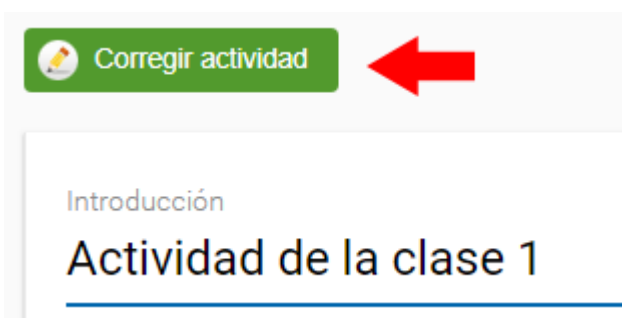 Corregir actividad
Introducción
Actividad de la clase 1